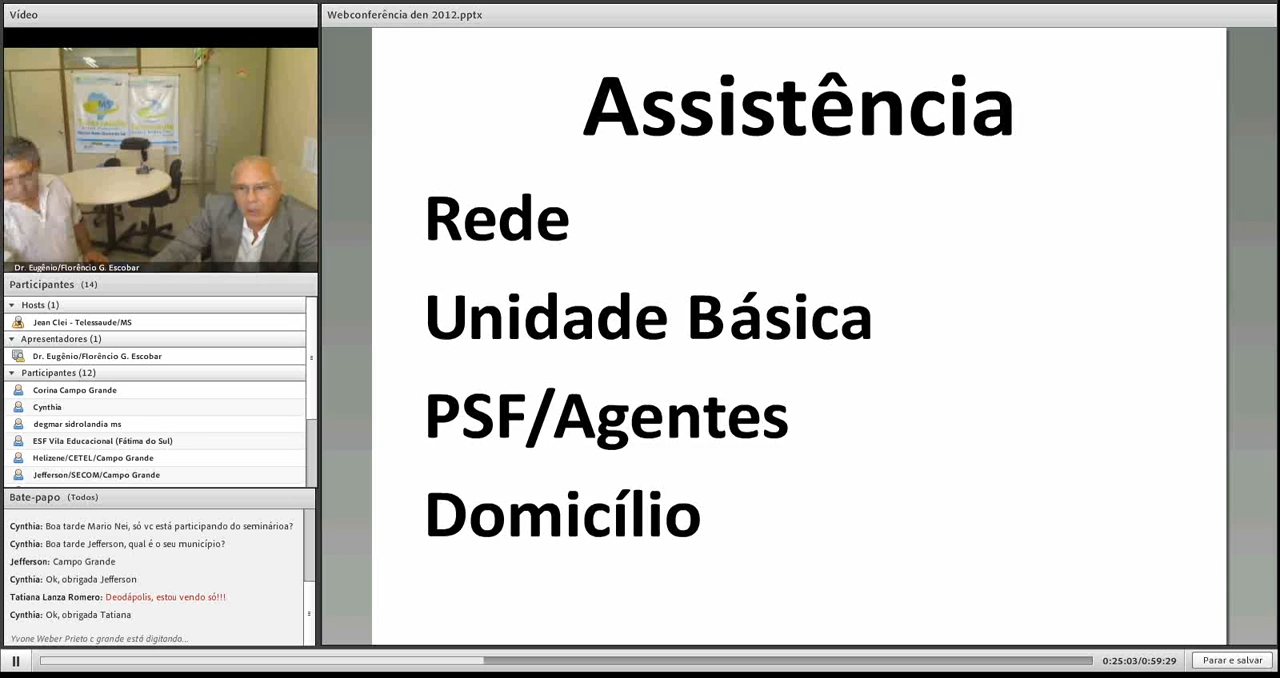 Vídeo
Dr. Eugênio/Florêncio G. Escobar
Participantes (14)
Hosts (1)
Jean Clei - Telessaude/MS
Apresentadores (1)
Dr. Eugênio/Florêncio G. Escobar
Participantes (12)
Corina Campo Grande
Cynthia
degmar sidrolandia ms
ESF Vila Educacional (Fátima do Sul)
Helizene/CETEL/Campo Grande
Jefferson/SECOM/Campo Grande
Bate-papo (Todos)
Cynthia: Boa tarde Mario Nei, só vc está participando do seminárioa?
Cynthia: Boa tarde Jefferson, qual é o seu município?
Jefferson: Campo Grande
Cynthia: Ok, obrigada Jefferson
Tatiana Lanza Romero: Deodápolis, estou vendo só!!!
Cynthia: Ok, obrigada Tatiana
Yvone Weber Prieto c grande está digitando...
Webconferência den 2012.pptx
Assistência
Rede
Unidade Básica
PSF/Agentes
Domicílio
0:25:03/0:59:29
Parar e salvar